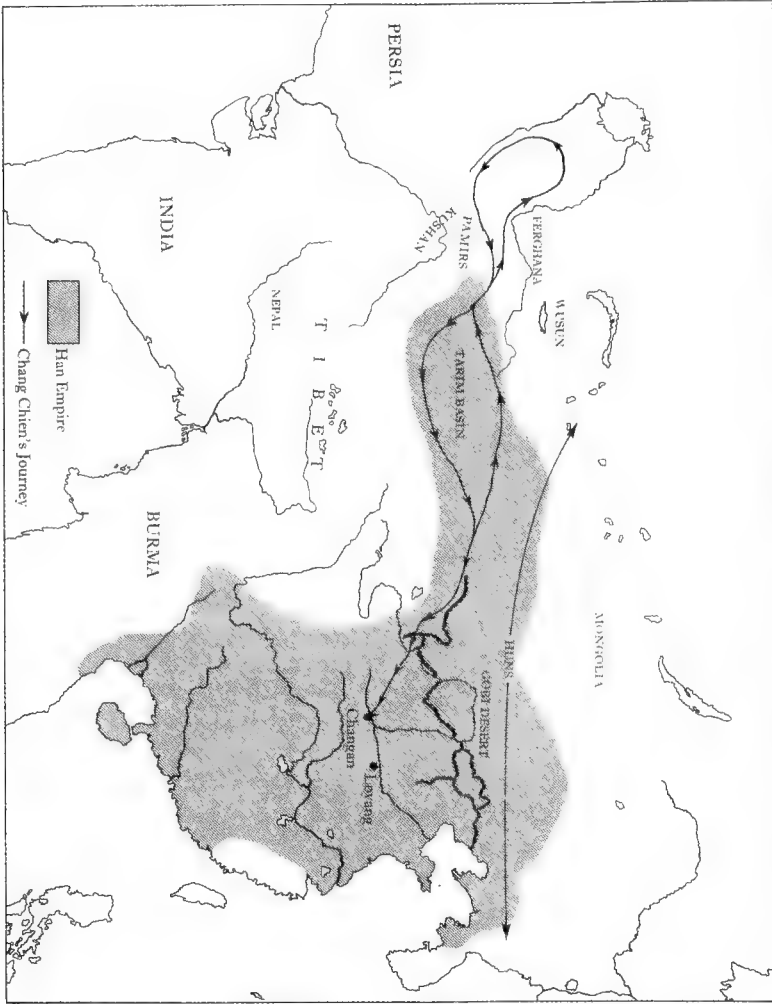 PERSIA
FERGHANA
WUSUN
PAMIRS
KUSHAN
MONGOLIA
HUNS
TARIM BASIN
GOBI DESERT
Changan
Loyang
TIBET
NEPAL
INDIA
BURMA
Han Empire
Chang Chien's Journey